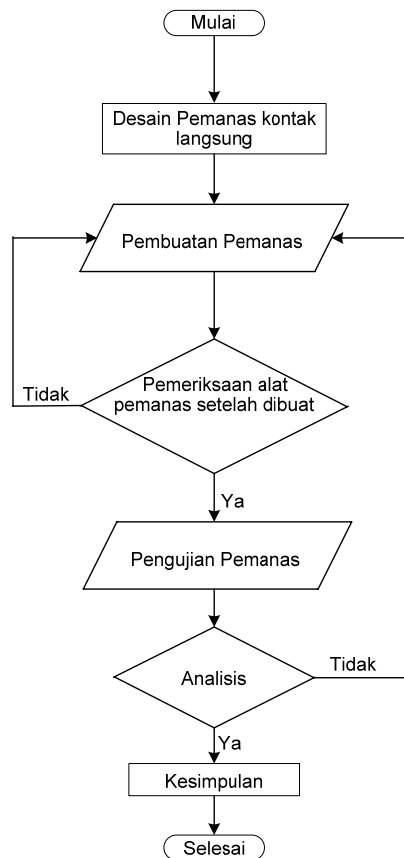 Mulai
Desain Pemanas kontak
langsung
Pembuatan Pemanas
Pemeriksaan alat
pemanas setelah dibuat
Tidak
Ya
Pengujian Pemanas
Analisis
Tidak
Ya
Kesimpulan
Selesai